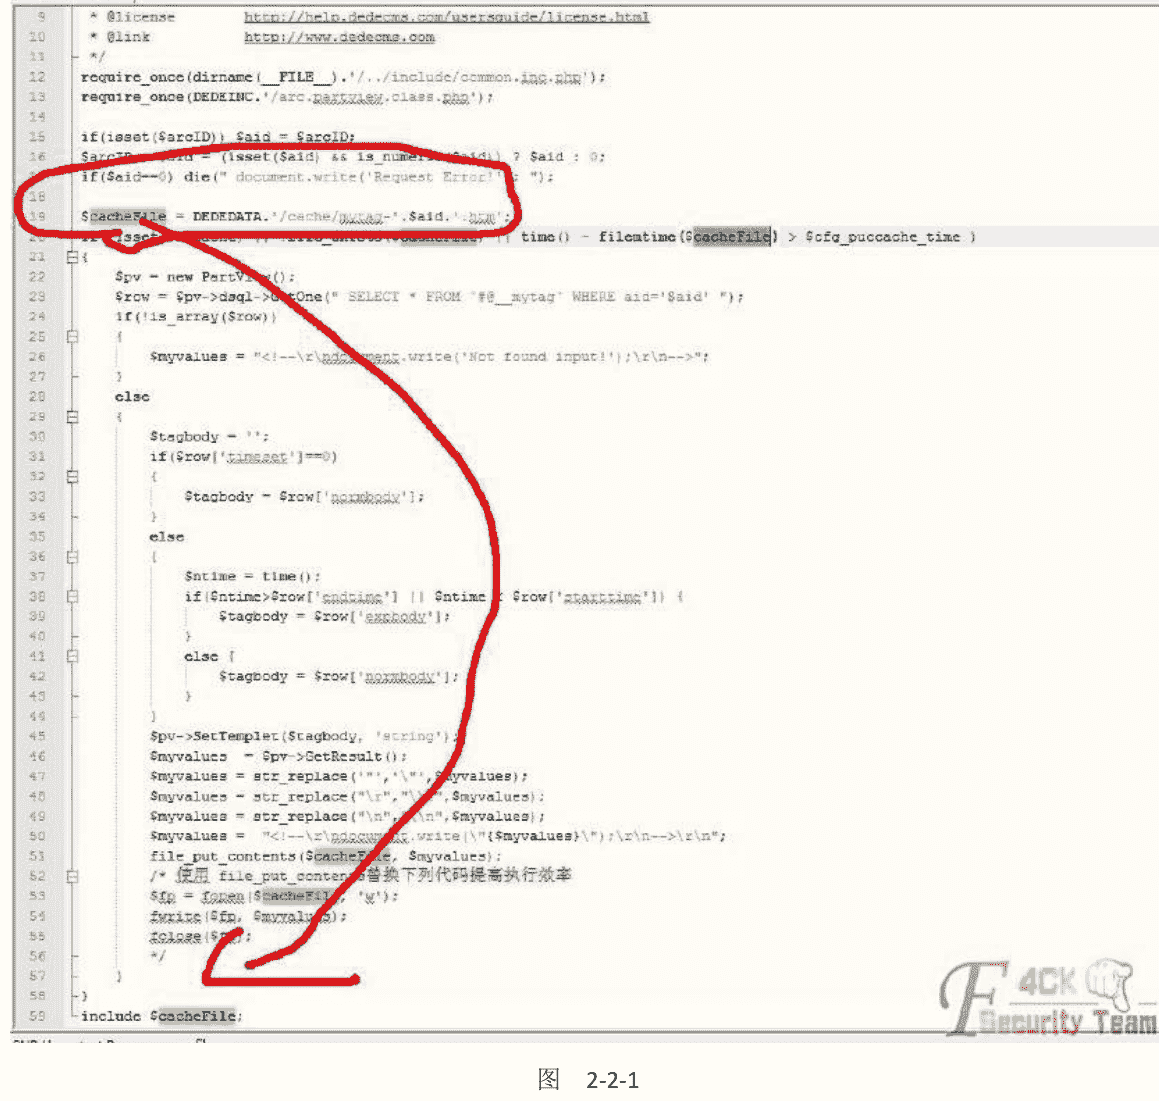 9 * @license http://help.dedecms.com/usersguide/license.html
10 * @link http://www.dedecms.com
11 */
12 require_once(dirname(__FILE__).'/../include/common.inc.php');
13 require_once(DEDEINC.'/arc.partview.class.php');
14
15 if(isset($arcID)) $aid = $arcID;
16 $arcID = (isset($aid) && is_numeric($aid)) ? $aid : 0;
if($aid==0) die(" document.write('Request Error!'); ");
18
19 $cacheFile = DEDEDATA.'/cache/mytag-'.$aid.'.htm';
|| time() - filemtime($cacheFile) > $cfg_puccache_time )
21 {
22 $pv = new PartView();
23 $row = $pv->dsql->GetOne(" SELECT * FROM `#@__mytag` WHERE aid='$aid' ");
24 if(!is_array($row))
25 {
26 $myvalues = "<!--\r\ndocument.write('Not found input!');\r\n-->";
27 }
28 else
29 {
30 $tagbody = '';
31 if($row['timeset']==0)
32 {
33 $tagbody = $row['normbody'];
34 }
35 else
36 {
37 $ntime = time();
38 if($ntime>$row['endtime'] || $ntime < $row['starttime']) {
39 $tagbody = $row['expbody'];
40 }
41 else {
42 $tagbody = $row['normbody'];
43 }
44 }
45 $pv->SetTemplet($tagbody, 'string');
46 $myvalues = $pv->GetResult();
47 $myvalues = str_replace('"','\"',$myvalues);
48 $myvalues = str_replace("\r","\\r",$myvalues);
49 $myvalues = str_replace("\n","\\n",$myvalues);
50 $myvalues = "<!--\r\ndocument.write(\"{$myvalues}\");\r\n-->\r\n";
51 file_put_contents($cacheFile, $myvalues);
52 /* 使用 file_put_contents替换下列代码提高执行效率
53 $fp = fopen($cacheFile, 'w');
54 fwrite($fp, $myvalues);
55 fclose($fp);
56 */
57 }
58 }
59 include $cacheFile;
F4CK
Security Team
图 2-2-1